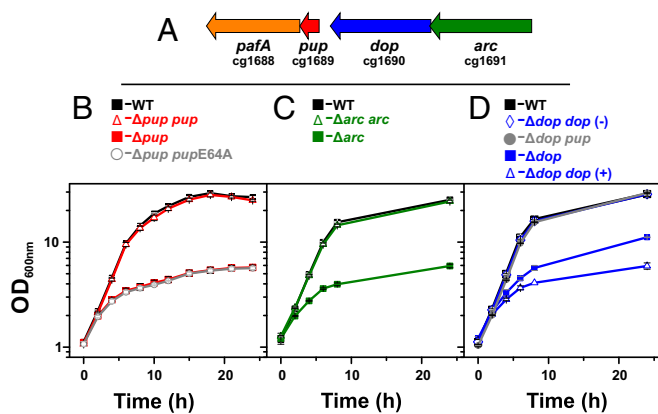 A
pafA pup dop arc
cg1688 cg1689 cg1690 cg1691
B
WT
Δpup pup
Δpup
Δpup pupE64A
C
WT
Δarc arc
Δarc
D
WT
Δdop dop (-)
Δdop pup
Δdop
Δdop dop (+)
OD600nm
10
1
0 10 20
Time (h)
0 10 20
Time (h)
0 10 20
Time (h)